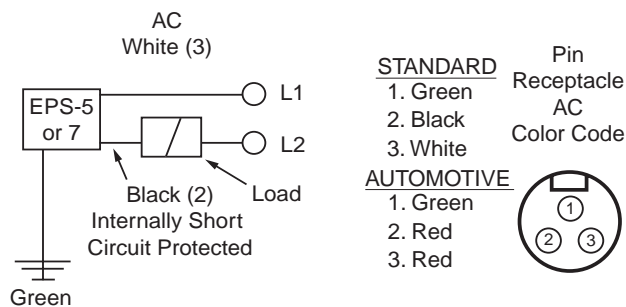 AC
White (3)
EPS-5
or 7
L1
L2
Black (2)
Internally Short
Circuit Protected
Load
Green
STANDARD
1. Green
2. Black
3. White
AUTOMOTIVE
1. Green
2. Red
3. Red
Pin
Receptacle
AC
Color Code
1
2
3